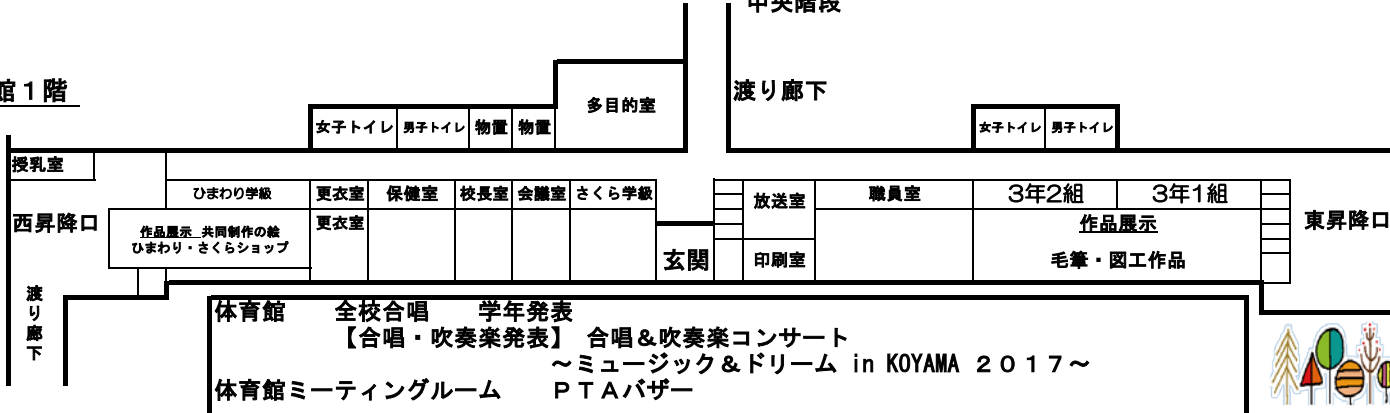 中央階段
館１階
渡り廊下
多目的室
女子トイレ 男子トイレ 物置 物置
女子トイレ 男子トイレ
授乳室
ひまわり学級 更衣室 保健室 校長室 会議室 さくら学級
放送室 職員室 3年2組 3年1組
西昇降口
更衣室
作品展示 共同制作の絵
ひまわり・さくらショップ
作品展示
東昇降口
玄関 印刷室 毛筆・図工作品
渡り廊下
体育館 全校合唱 学年発表
【合唱・吹奏楽発表】 合唱＆吹奏楽コンサート
～ミュージック＆ドリーム in KOYAMA ２０１７～
体育館ミーティングルーム ＰＴＡバザー